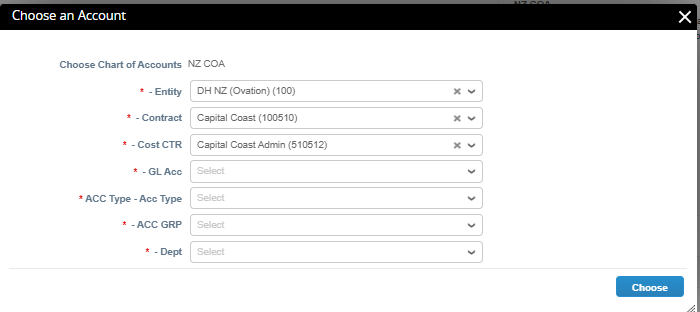 NZ COA
Choose an Account
Choose Chart of Accounts NZ COA
* - Entity DH NZ (Ovation) (100)
* - Contract Capital Coast (100510)
* - Cost CTR Capital Coast Admin (510512)
* - GL Acc Select
* ACC Type - Acc Type Select
* - ACC GRP Select
* - Dept Select
Choose